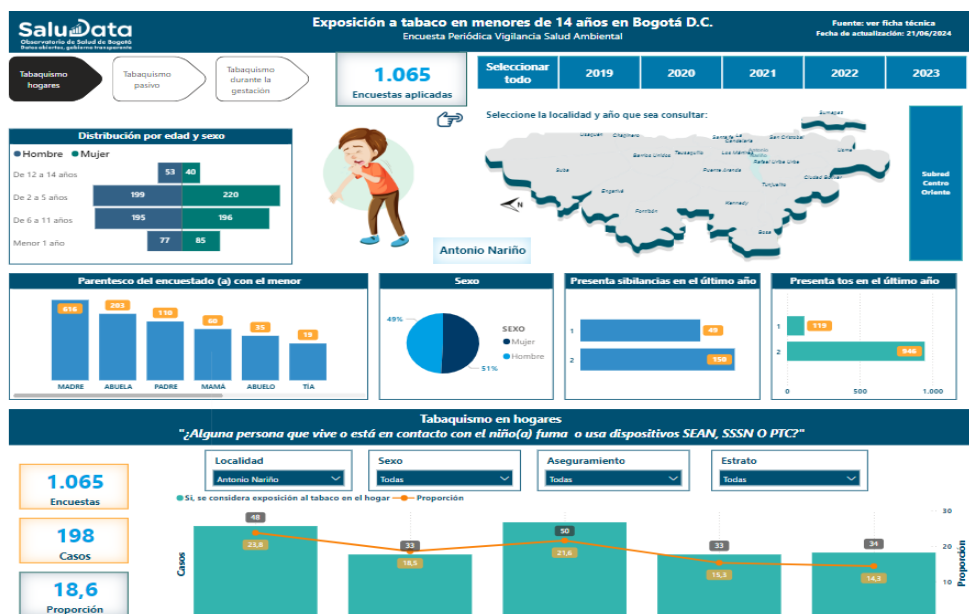 SaluData
Observatorio de Salud de Bogotá
Datos abiertos, gobierno transparente
Exposición a tabaco en menores de 14 años en Bogotá D.C.
Encuesta Periódica Vigilancia Salud Ambiental
Fuente: ver ficha técnica
Fecha de actualización: 21/06/2024
Tabaquismo
hogares
Tabaquismo
pasivo
Tabaquismo
durante la
gestación
1.065
Encuestas aplicadas
Seleccionar
todo
2019
2020
2021
2022
2023
Seleccione la localidad y año que sea consultar:
Distribución por edad y sexo
Hombre Mujer
De 12 a 14 años 53 40
De 2 a 5 años 199 220
De 6 a 11 años 195 196
Menor 1 año 77 85
Antonio Nariño
Usaquén
Chapinero
Santa fe
La
Candelaria
San Cristobal
Sumapaz
Usme
Suba
Barrios Unidos
Teusaquillo
Los Mártires
Antonio
Nariño
Rafael Uribe Uribe
Engativá
Puente Aranda
Tunjuelito
Ciudad Bolívar
Fontibón
Kennedy
Bosa
N
Subred
Centro
Oriente
Parentesco del encuestado (a) con el menor
616
203
110
60
35
19
MADRE
ABUELA
PADRE
MAMÁ
ABUELO
TÍA
Sexo
49%
51%
SEXO
Mujer
Hombre
Presenta sibilancias en el último año
1 49
2 150
Presenta tos en el último año
1 119
2 946
0 500 1.000
Tabaquismo en hogares
"¿Alguna persona que vive o está en contacto con el niño(a) fuma o usa dispositivos SEAN, SSSN O PTC?"
1.065
Encuestas
198
Casos
18,6
Proporción
Localidad
Antonio Nariño
Sexo
Todas
Aseguramiento
Todas
Estrato
Todas
Si, se considera exposición al tabaco en el hogar Proporción
Casos
48
23,8
33
18,5
50
21,6
33
15,3
34
14,3
30
20
10
Proporción